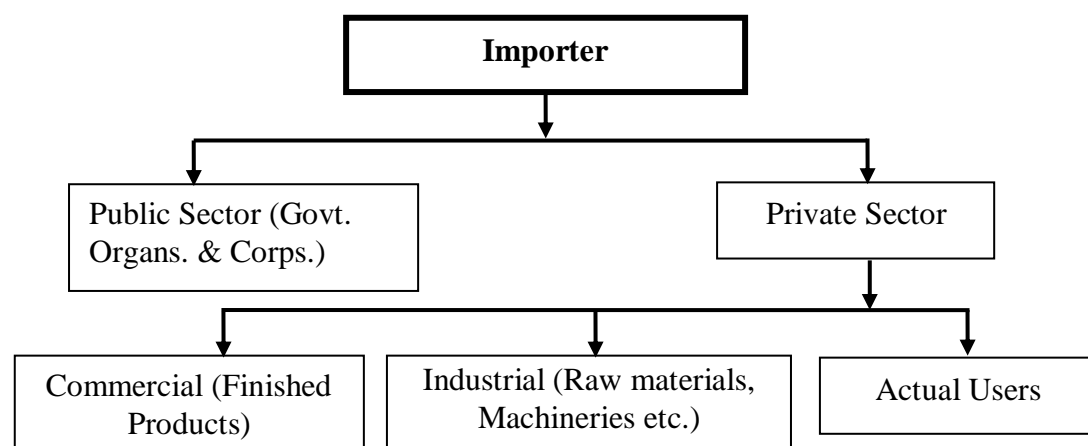 Importer
Public Sector (Govt.
Organs. & Corps.)
Private Sector
Commercial (Finished
Products)
Industrial (Raw materials,
Machineries etc.)
Actual Users